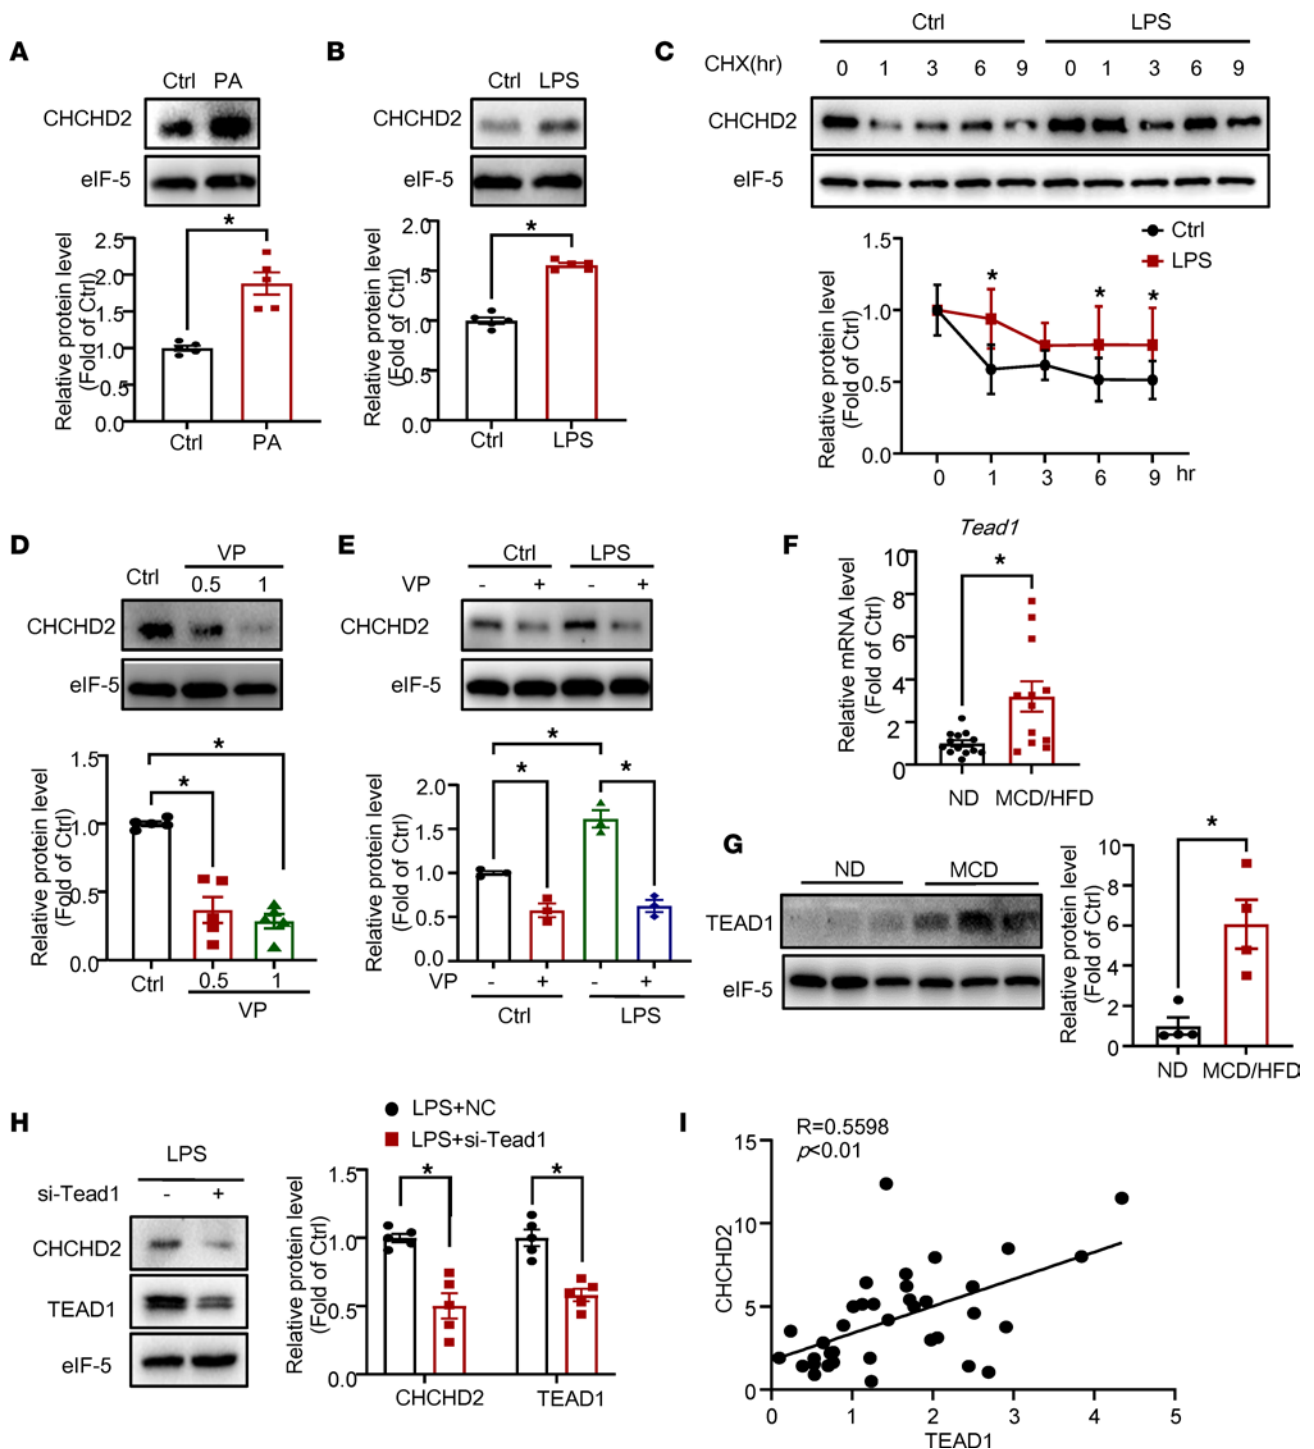 A
Ctrl PA
CHCHD2
eIF-5
*
Relative protein level
(Fold of Ctrl)
2.5
2.0
1.5
1.0
0.5
0.0
Ctrl PA
B
Ctrl LPS
CHCHD2
eIF-5
*
Relative protein level
(Fold of Ctrl)
2.0
1.5
1.0
0.5
0.0
Ctrl LPS
C
Ctrl LPS
CHX(hr) 0 1 3 6 9 0 1 3 6 9
CHCHD2
eIF-5
Ctrl
LPS
* * *
Relative protein level
(Fold of Ctrl)
1.5
1.0
0.5
0.0
0 1 3 6 9 hr
D
VP
Ctrl 0.5 1
CHCHD2
eIF-5
*
*
Relative protein level
(Fold of Ctrl)
1.5
1.0
0.5
0.0
Ctrl 0.5 1
VP
E
Ctrl LPS
VP - + - +
CHCHD2
eIF-5
*
* *
Relative protein level
(Fold of Ctrl)
2.0
1.5
1.0
0.5
0.0
VP - + - +
Ctrl LPS
F
Tead1
*
Relative mRNA level
(Fold of Ctrl)
10
8
6
4
2
0
ND MCD/HFD
G
ND MCD
TEAD1
eIF-5
*
Relative protein level
(Fold of Ctrl)
10
8
6
4
2
0
ND MCD/HFD
H
LPS
si-Tead1 - +
CHCHD2
TEAD1
eIF-5
LPS+NC
LPS+si-Tead1
* *
Relative protein level
(Fold of Ctrl)
1.5
1.0
0.5
0.0
CHCHD2 TEAD1
I
R=0.5598
p<0.01
CHCHD2
15
10
5
0
0 1 2 3 4 5
TEAD1